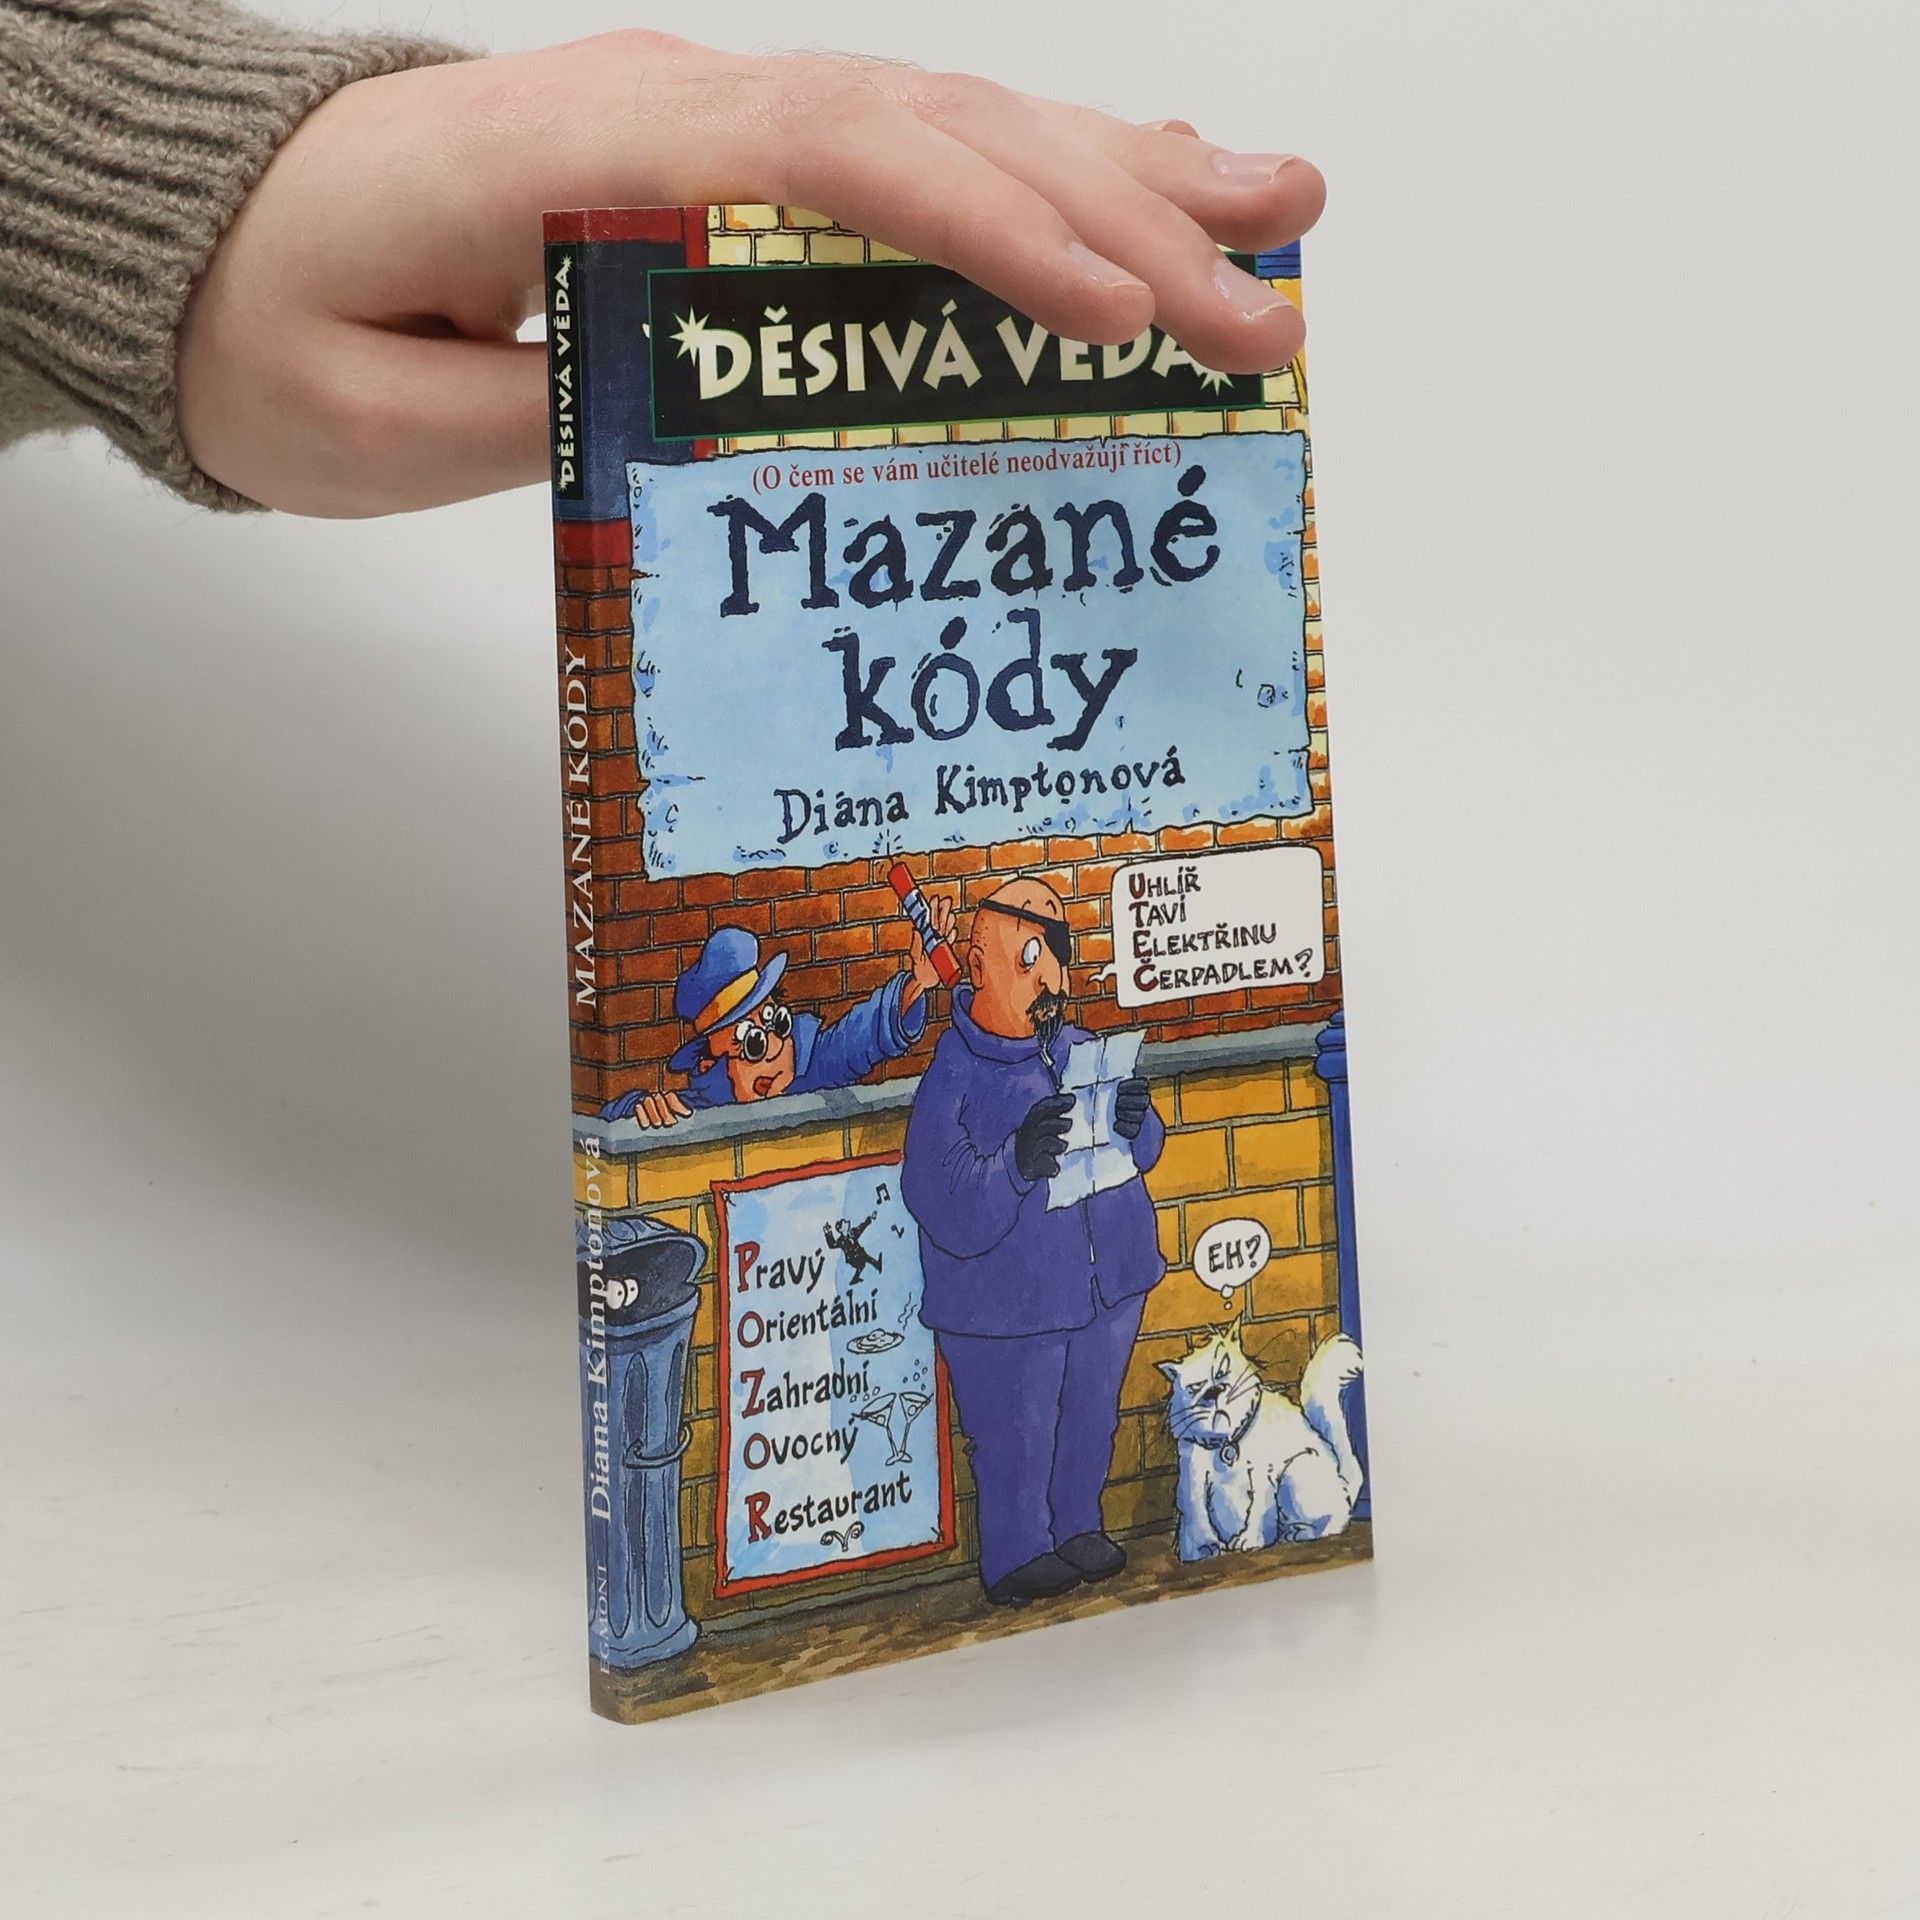 DĚSIVÁ VĚDA
(O čem se vám učitelé neodvažují říct)
Mazané
kódy
Diana Kimptonová
UHLÍŘ
TAVÍ
ELEKTŘINU
ČERPADLEM?
EH?
Pravý
Orientální
Zahradní
Ovocný
Restaurant
DĚSIVÁ VĚDA
MAZANÉ KÓDY
Diana Kimptonová
EGMONT